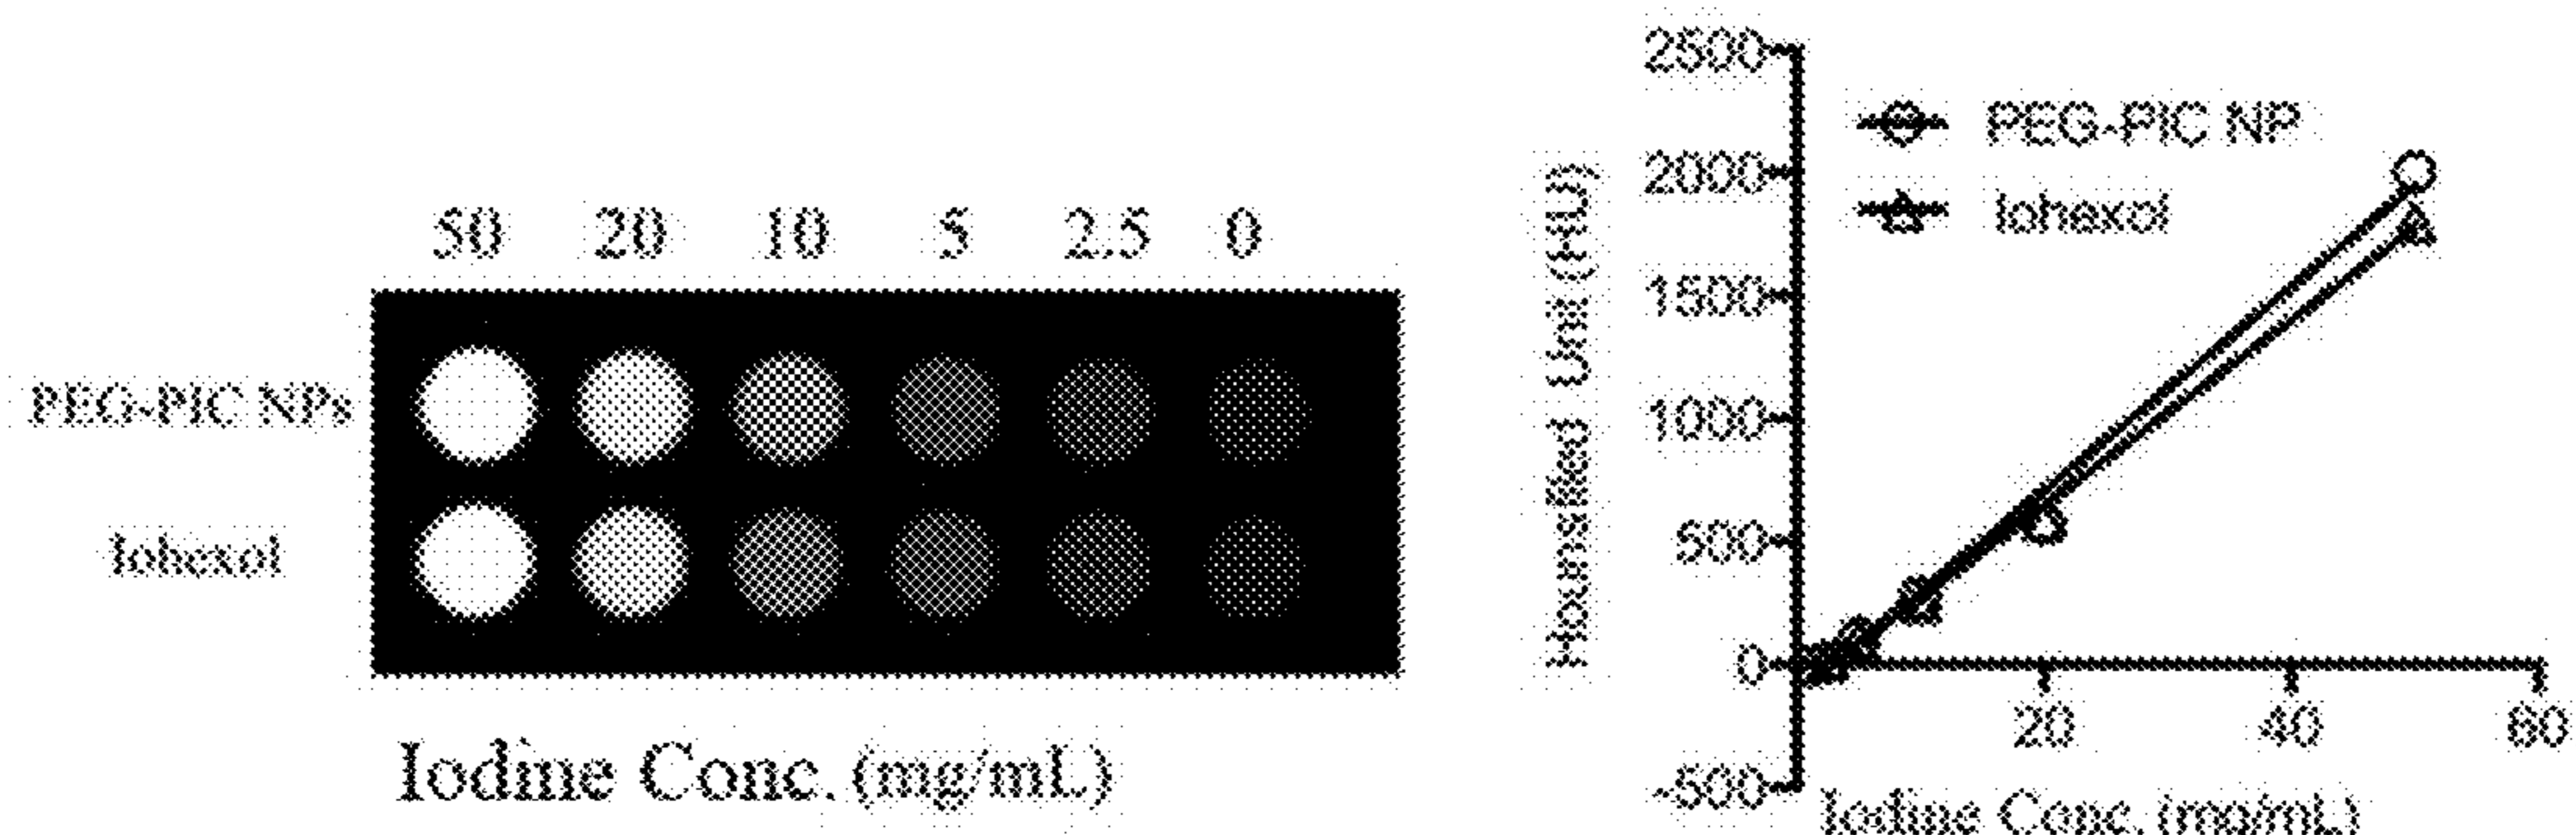 50 20 10 5 2.5 0
PEG-PIC NPs
Iohexol
Iodine Conc. (mg/mL)
2500
2000
1500
1000
500
0
-500
Hounsfiled Unit (HU)
PEG-PIC NP
Iohexol
20 40 60
Iodine Conc. (mg/mL)